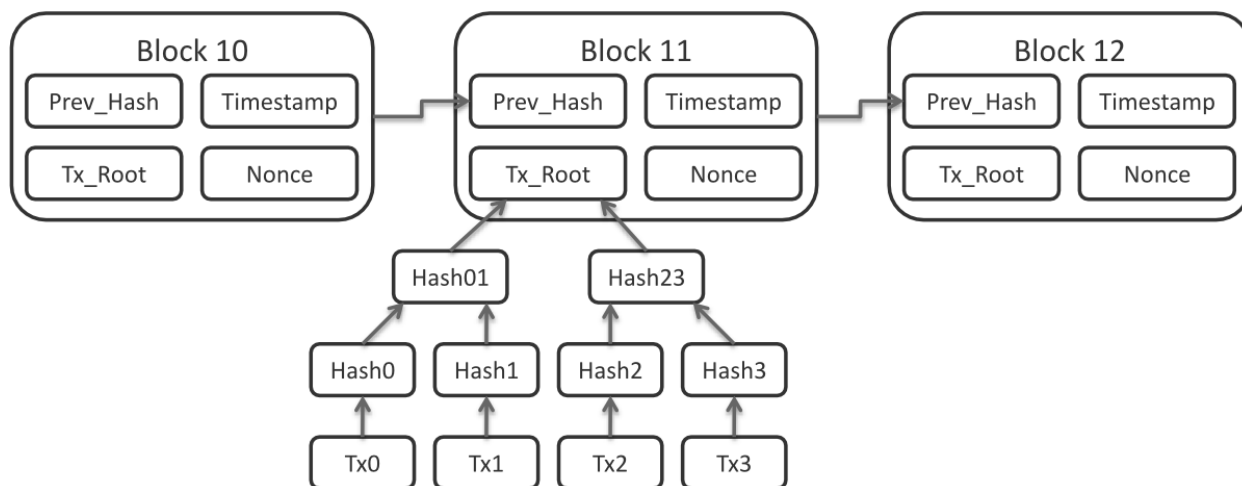 Block 10
Block 11
Block 12
Prev_Hash Timestamp
Prev_Hash Timestamp
Prev_Hash Timestamp
Tx_Root Nonce
Tx_Root Nonce
Tx_Root Nonce
Hash01 Hash23
Hash0 Hash1 Hash2 Hash3
Tx0 Tx1 Tx2 Tx3